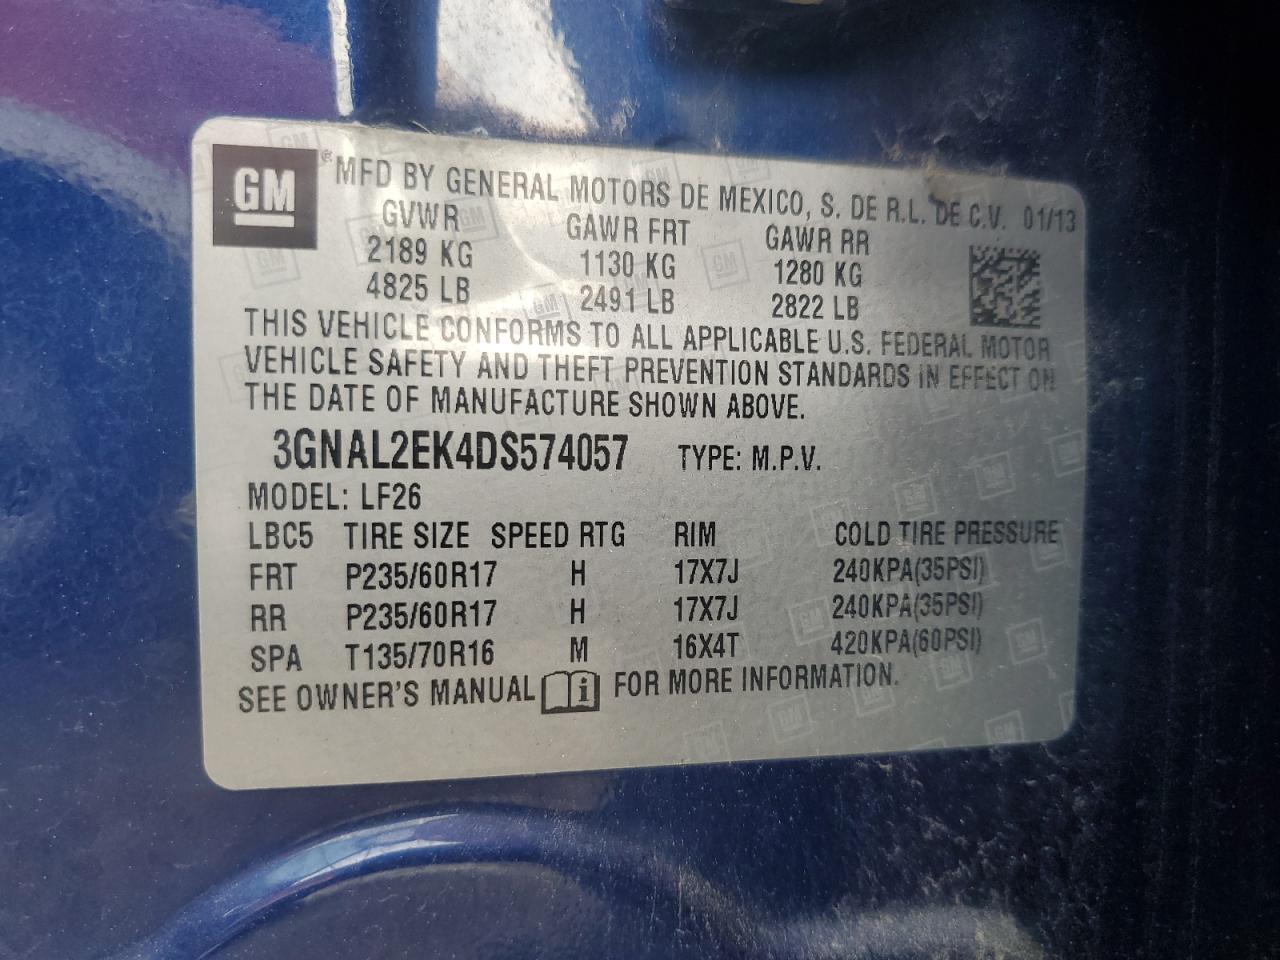 GM
® MFD BY GENERAL MOTORS DE MEXICO, S. DE R.L. DE C.V. 01/13
GVWR GAWR FRT GAWR RR
2189 KG 1130 KG 1280 KG
4825 LB 2491 LB 2822 LB
THIS VEHICLE CONFORMS TO ALL APPLICABLE U.S. FEDERAL MOTOR
VEHICLE SAFETY AND THEFT PREVENTION STANDARDS IN EFFECT ON
THE DATE OF MANUFACTURE SHOWN ABOVE.
3GNAL2EK4DS574057 TYPE: M.P.V.
MODEL: LF26
LBC5 TIRE SIZE SPEED RTG RIM COLD TIRE PRESSURE
FRT P235/60R17 H 17X7J 240KPA(35PSI)
RR P235/60R17 H 17X7J 240KPA(35PSI)
SPA T135/70R16 M 16X4T 420KPA(60PSI)
SEE OWNER'S MANUAL i FOR MORE INFORMATION.